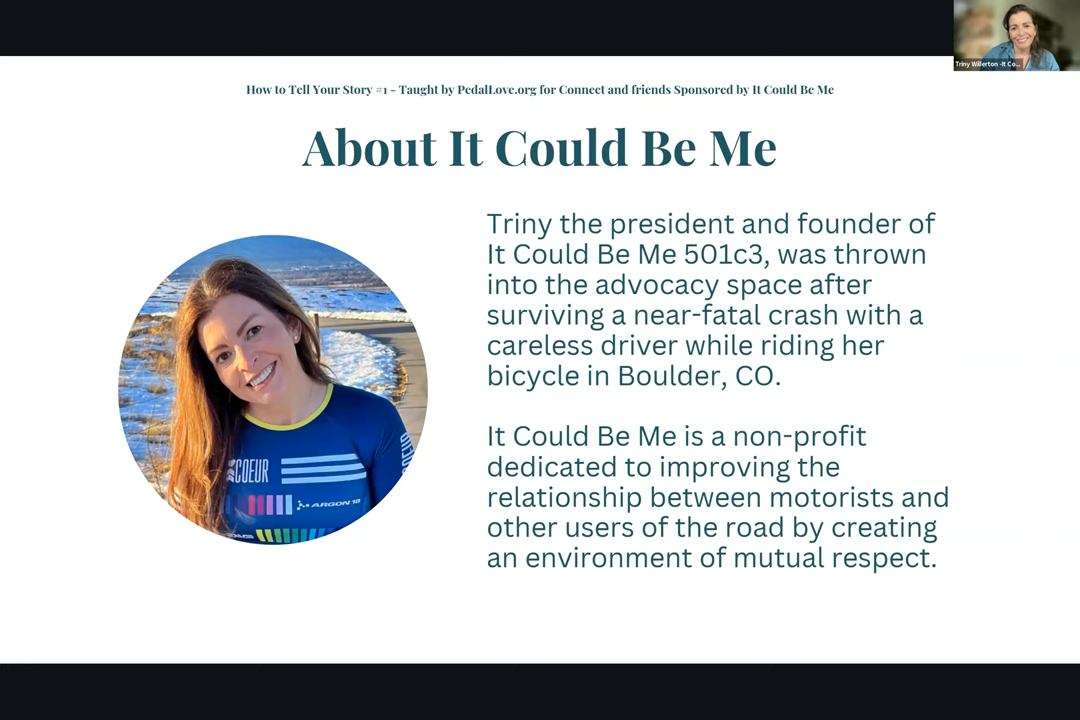 Triny Willerton -It Co...
How to Tell Your Story #1 - Taught by PedalLove.org for Connect and friends Sponsored by It Could Be Me
About It Could Be Me
Triny the president and founder of
It Could Be Me 501c3, was thrown
into the advocacy space after
surviving a near-fatal crash with a
careless driver while riding her
bicycle in Boulder, CO.
It Could Be Me is a non-profit
dedicated to improving the
relationship between motorists and
other users of the road by creating
an environment of mutual respect.
COEUR
ARGON 18